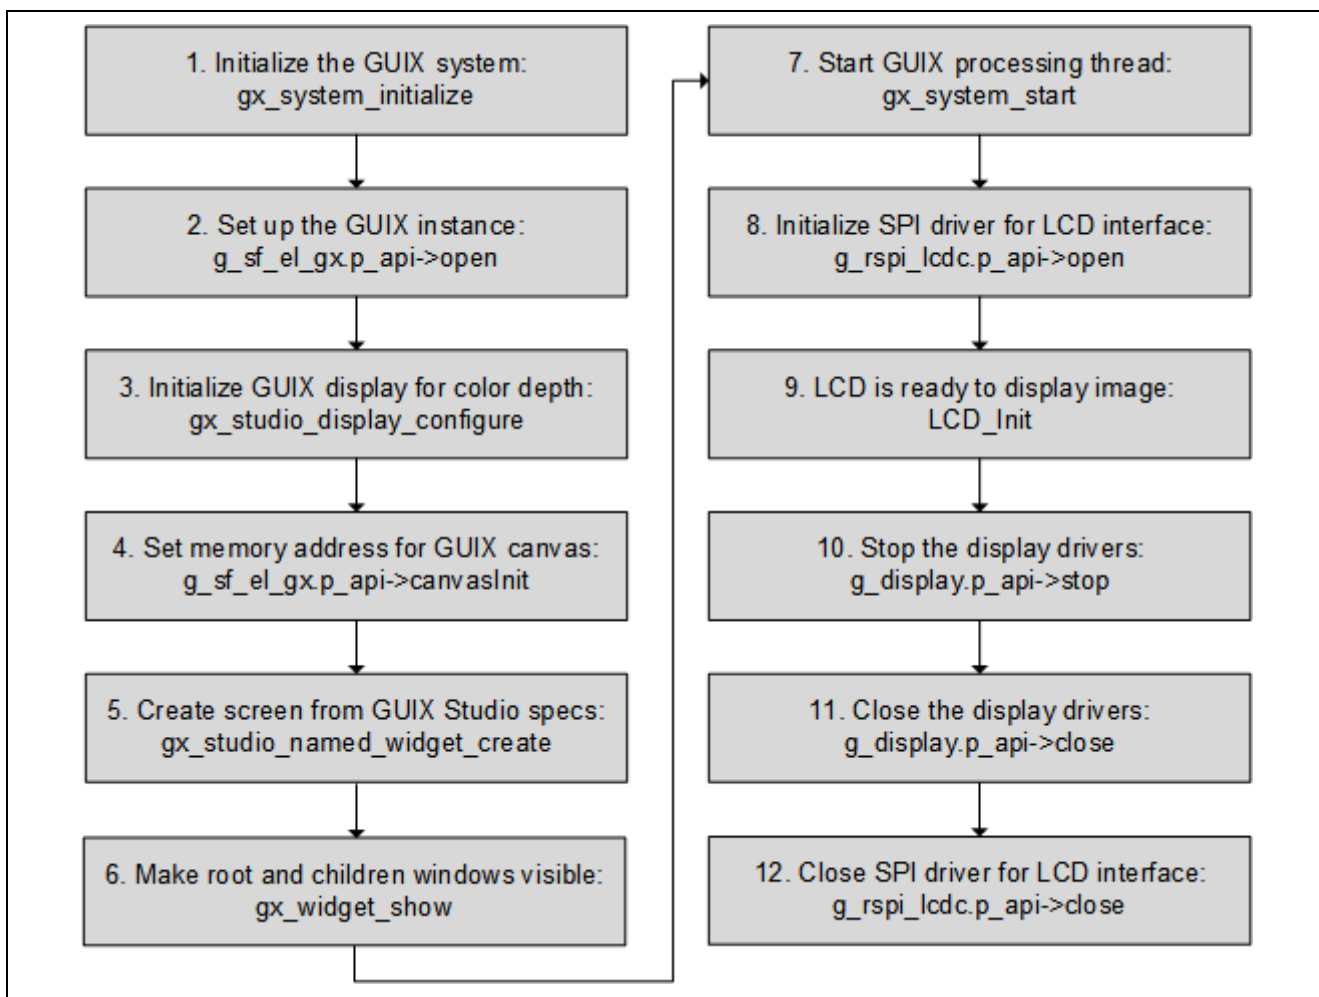 1. Initialize the GUIX system:
gx_system_initialize
2. Set up the GUIX instance:
g_sf_el_gx.p_api->open
3. Initialize GUIX display for color depth:
gx_studio_display_configure
4. Set memory address for GUIX canvas:
g_sf_el_gx.p_api->canvasInit
5. Create screen from GUIX Studio specs:
gx_studio_named_widget_create
6. Make root and children windows visible:
gx_widget_show
7. Start GUIX processing thread:
gx_system_start
8. Initialize SPI driver for LCD interface:
g_rspi_lcdc.p_api->open
9. LCD is ready to display image:
LCD_Init
10. Stop the display drivers:
g_display.p_api->stop
11. Close the display drivers:
g_display.p_api->close
12. Close SPI driver for LCD interface:
g_rspi_lcdc.p_api->close